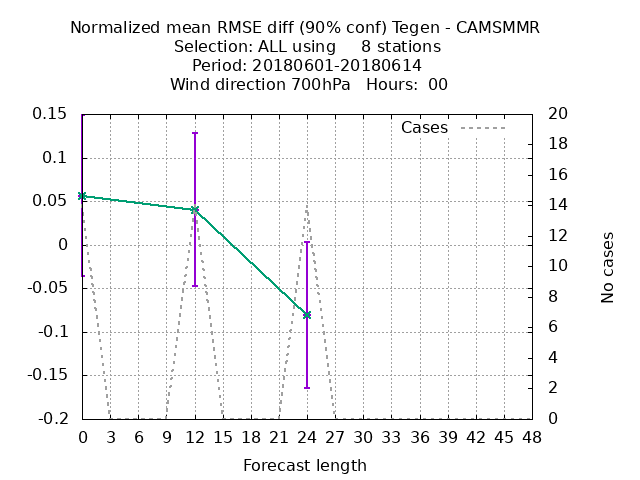 Normalized mean RMSE diff (90% conf) Tegen - CAMSMMR
Selection: ALL using 8 stations
Period: 20180601-20180614
Wind direction 700hPa Hours: 00
Cases
0.15
0.1
0.05
0
-0.05
-0.1
-0.15
-0.2
20
18
16
14
12
10
8
6
4
2
0
No cases
0 3 6 9 12 15 18 21 24 27 30 33 36 39 42 45 48
Forecast length